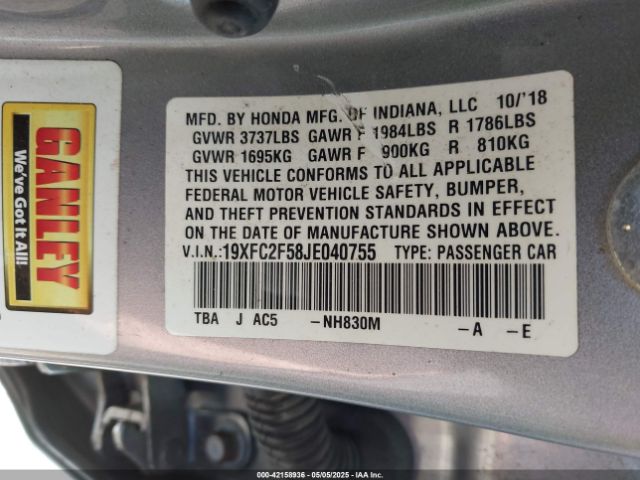 MFD. BY HONDA MFG. OF INDIANA, LLC 10/'18
GVWR 3737LBS GAWR F 1984LBS R 1786LBS
GVWR 1695KG GAWR F 900KG R 810KG
THIS VEHICLE CONFORMS TO ALL APPLICABLE
FEDERAL MOTOR VEHICLE SAFETY, BUMPER,
AND THEFT PREVENTION STANDARDS IN EFFECT
ON THE DATE OF MANUFACTURE SHOWN ABOVE.
V.I.N.:19XFC2F58JE040755 TYPE: PASSENGER CAR
TBA J AC5 -NH830M -A -E
GANLEY
We've Got It All!
000-42158936 - 05/05/2025 - IAA Inc.